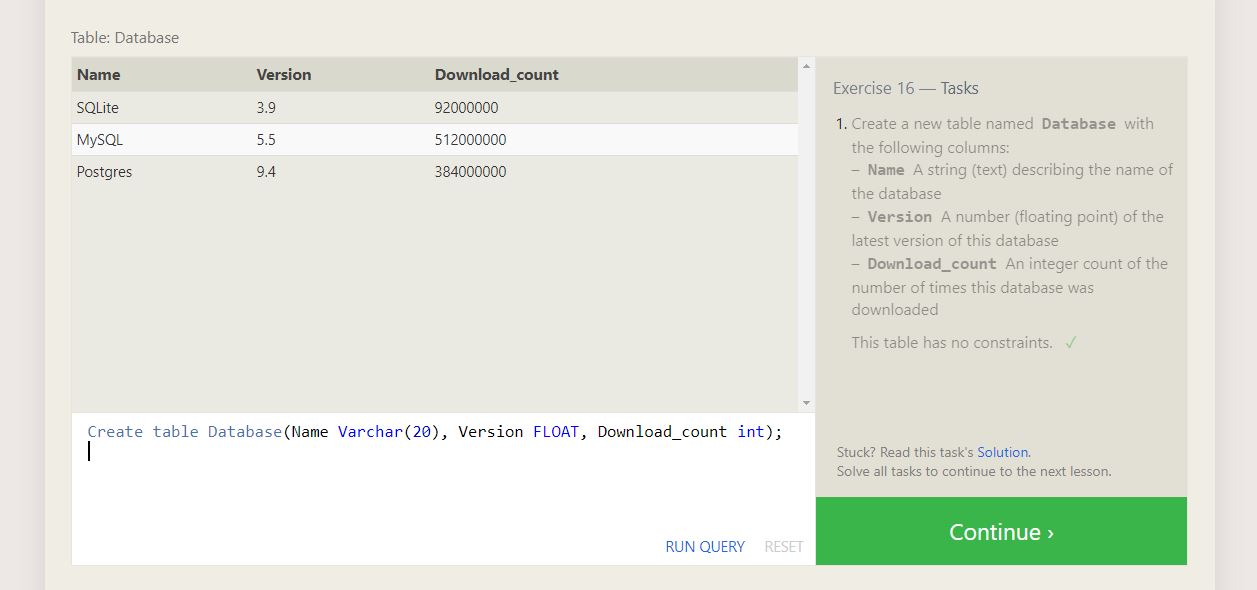 Table: Database
Name Version Download_count
SQLite 3.9 92000000
MySQL 5.5 512000000
Postgres 9.4 384000000
Create table Database(Name Varchar(20), Version FLOAT, Download_count int);
RUN QUERY RESET
Exercise 16 — Tasks
1. Create a new table named Database with
the following columns:
– Name A string (text) describing the name of
the database
– Version A number (floating point) of the
latest version of this database
– Download_count An integer count of the
number of times this database was
downloaded
This table has no constraints. ✓
Stuck? Read this task's Solution.
Solve all tasks to continue to the next lesson.
Continue ›